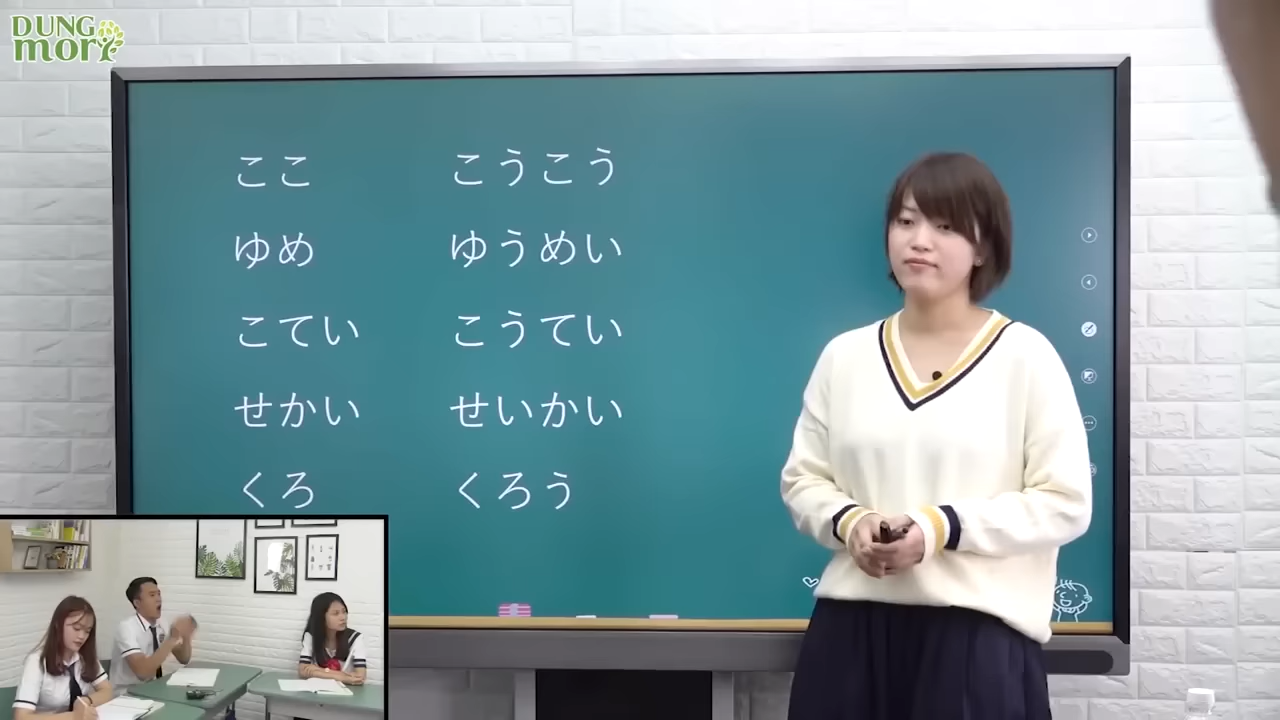 DUNG
mori
ここ こうこう
ゆめ ゆうめい
こてい こうてい
せかい せいかい
くろ くろう